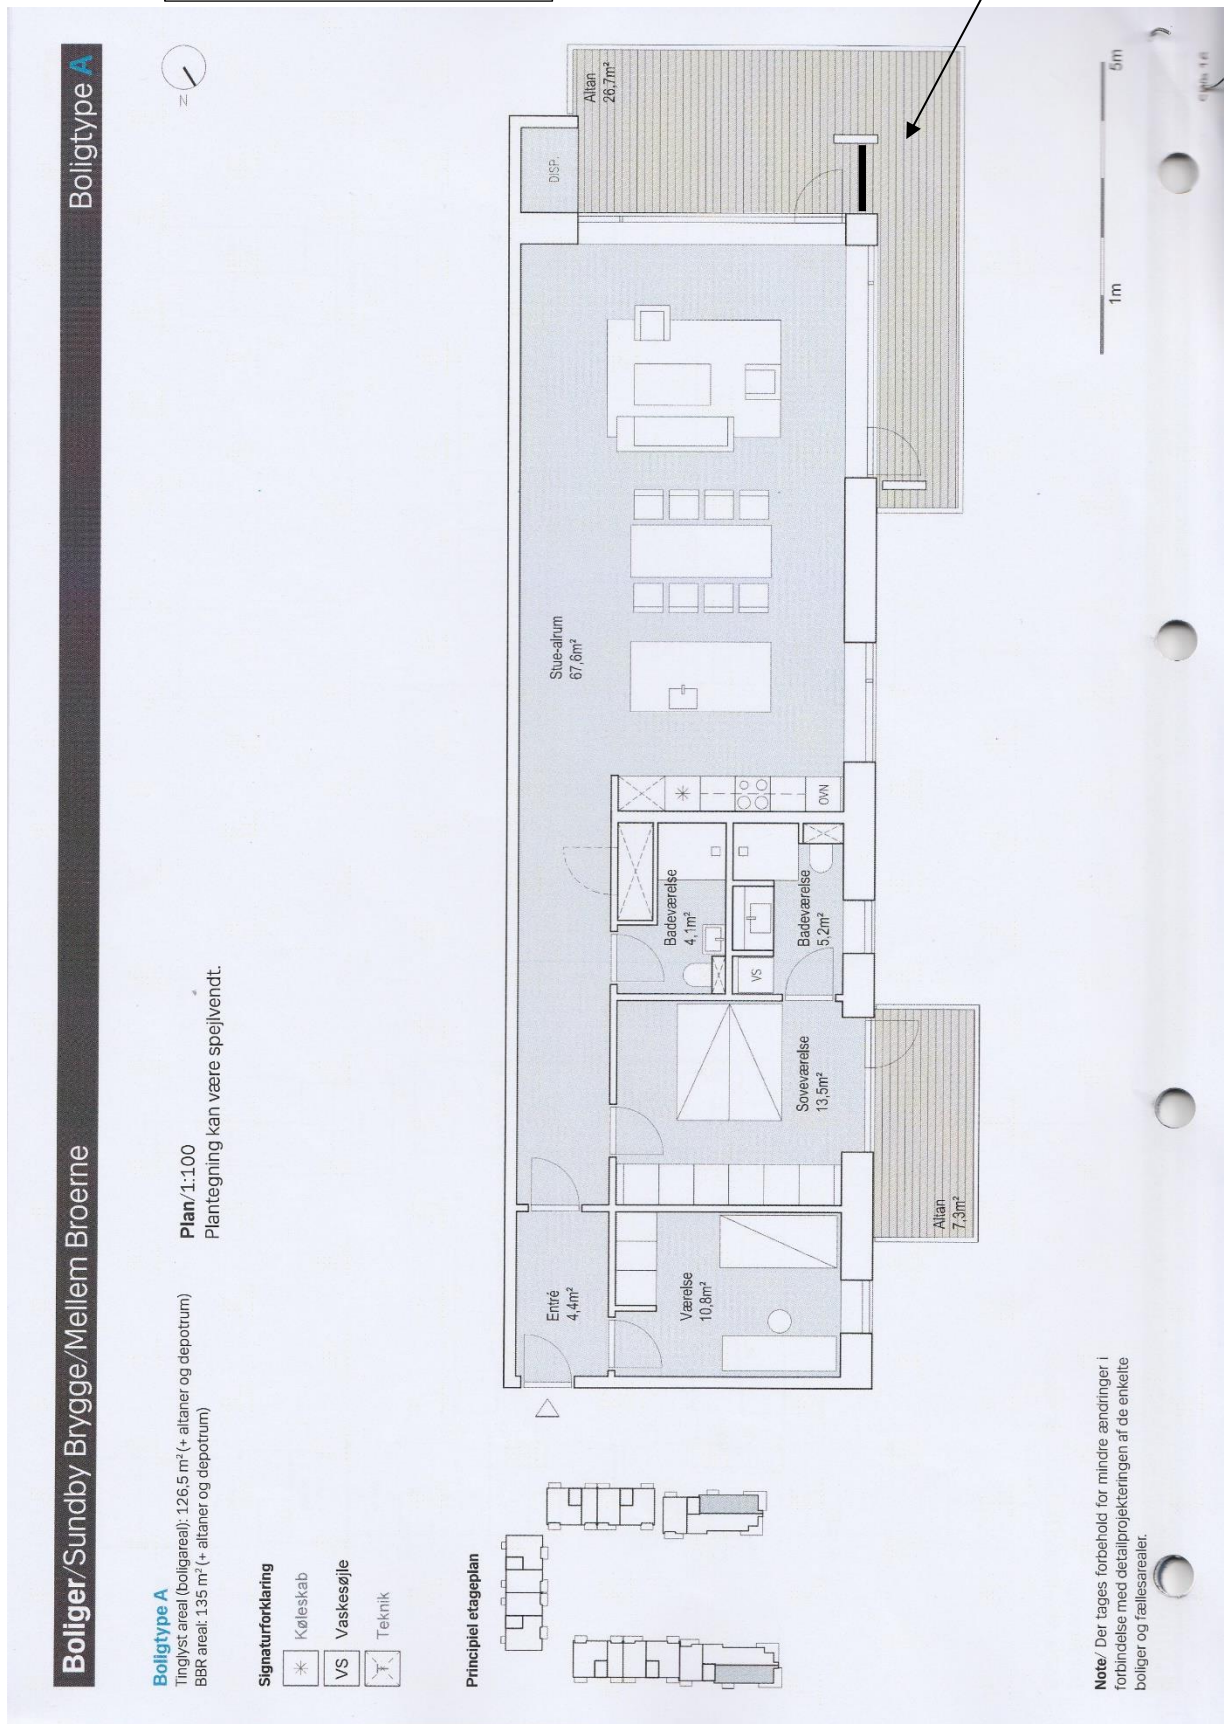 Boliger/Sundby Brygge/Mellem Broerne
Boligtype A
Boligtype A
Tinglyst areal (boligareal): 126,5 m² (+ altaner og depotrum)
BBR areal: 135 m² (+ altaner og depotrum)
Plan/1:100
Plantegning kan være spejlvendt.
N
Signaturforklaring
Køleskab
VS Vaskesøjle
T Teknik
Principiel etageplan
Entré
4,4m²
Værelse
10,8m²
Soveværelse
13,5m²
Altan
7,3m²
Badeværelse
4,1m²
VS
Badeværelse
5,2m²
OVN
Stue-alrum
67,6m²
DISP.
Altan
26,7m²
1m
5m
Note/ Der tages forbehold for mindre ændringer i
forbindelse med detailprojekteringen af de enkelte
boliger og fællesarealer.